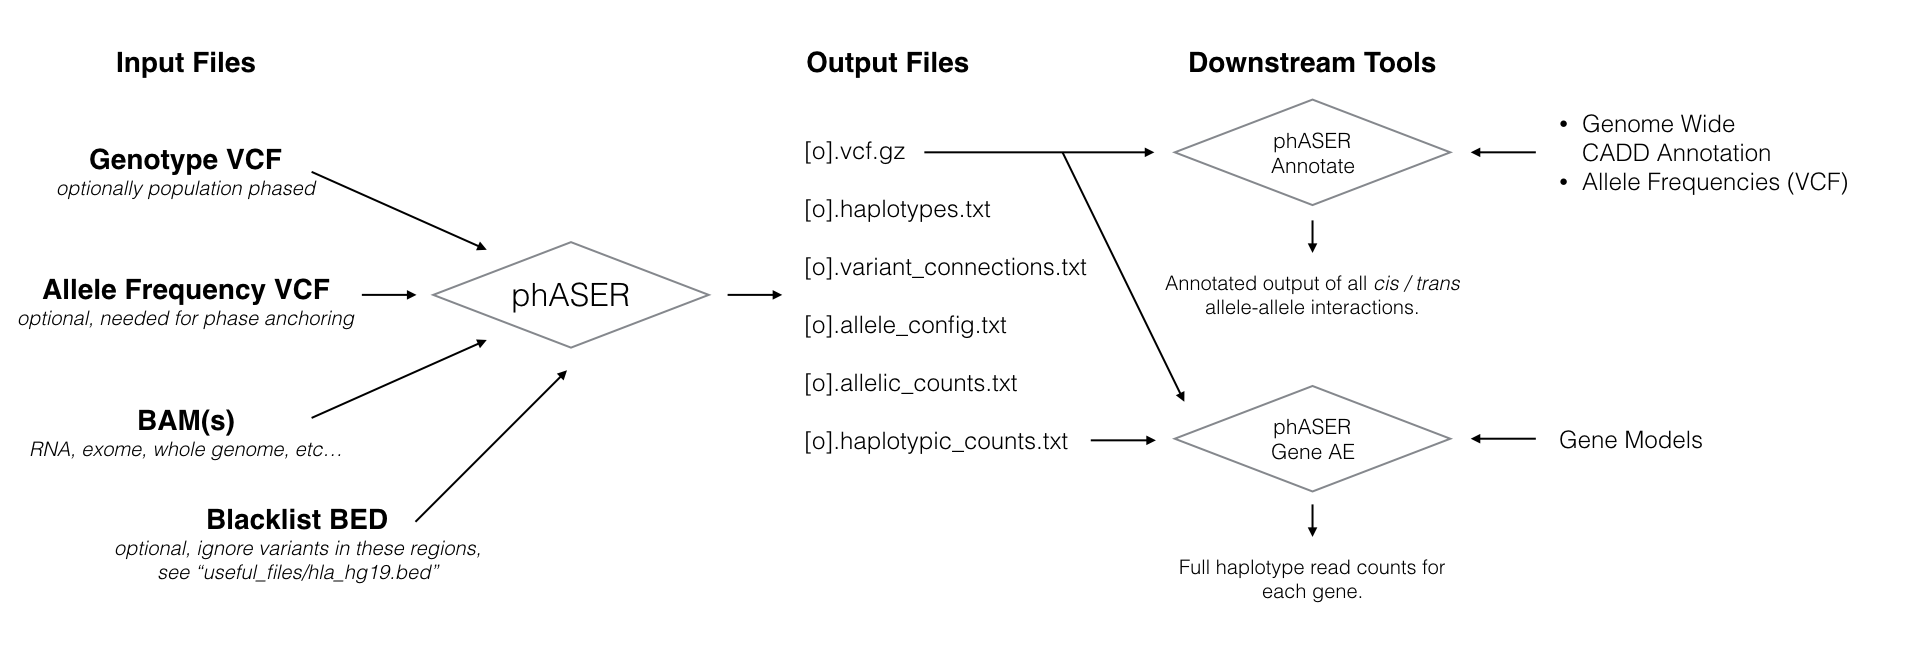 Input Files
Genotype VCF
optionally population phased
Allele Frequency VCF
optional, needed for phase anchoring
BAM(s)
RNA, exome, whole genome, etc…
Blacklist BED
optional, ignore variants in these regions,
see “useful_files/hla_hg19.bed”
phASER
Output Files
[o].vcf.gz
[o].haplotypes.txt
[o].variant_connections.txt
[o].allele_config.txt
[o].allelic_counts.txt
[o].haplotypic_counts.txt
Downstream Tools
phASER
Annotate
• Genome Wide
CADD Annotation
• Allele Frequencies (VCF)
Annotated output of all cis / trans
allele-allele interactions.
phASER
Gene AE
Gene Models
Full haplotype read counts for
each gene.